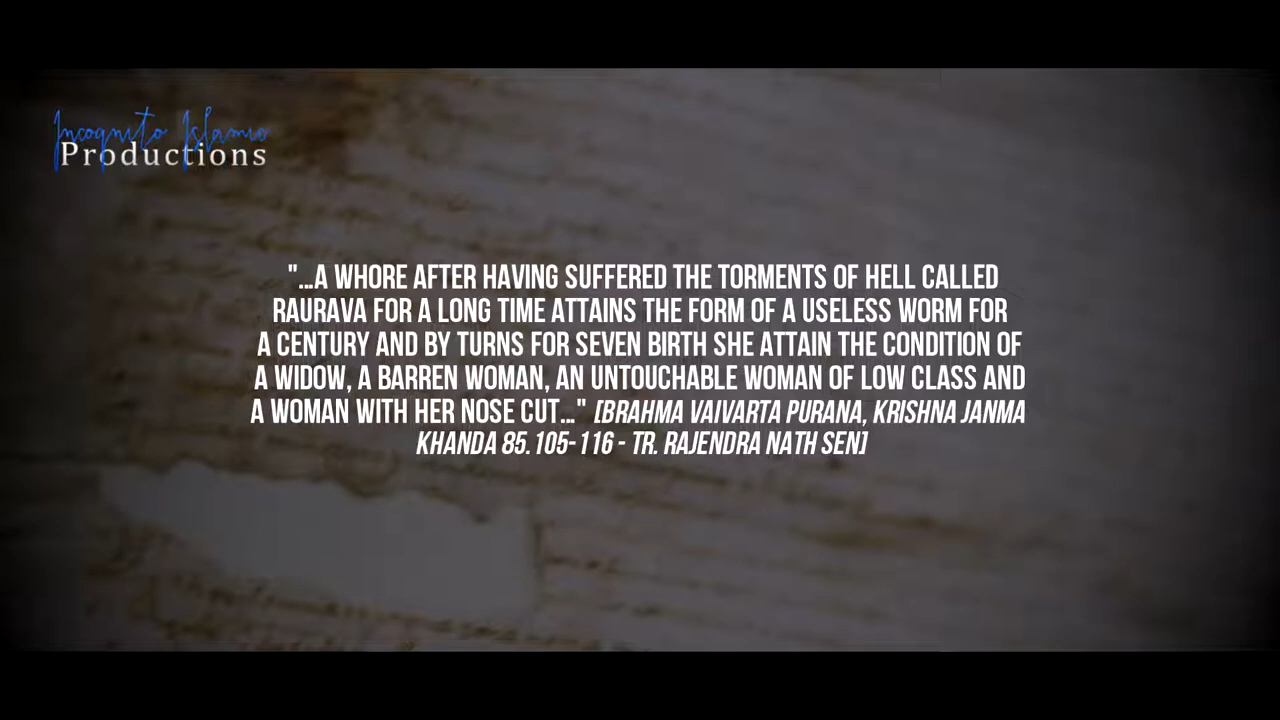 Incognito Islamic
Productions
"...A WHORE AFTER HAVING SUFFERED THE TORMENTS OF HELL CALLED
RAURAVA FOR A LONG TIME ATTAINS THE FORM OF A USELESS WORM FOR
A CENTURY AND BY TURNS FOR SEVEN BIRTH SHE ATTAIN THE CONDITION OF
A WIDOW, A BARREN WOMAN, AN UNTOUCHABLE WOMAN OF LOW CLASS AND
A WOMAN WITH HER NOSE CUT..." [BRAHMA VAIVARTA PURANA, KRISHNA JANMA
KHANDA 85.105-116 - TR. RAJENDRA NATH SEN]